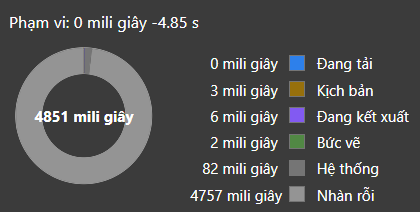 Phạm vi: 0 mili giây -4.85 s
4851 mili giây
0 mili giây Đang tải
3 mili giây Kịch bản
6 mili giây Đang kết xuất
2 mili giây Bức vẽ
82 mili giây Hệ thống
4757 mili giây Nhàn rỗi